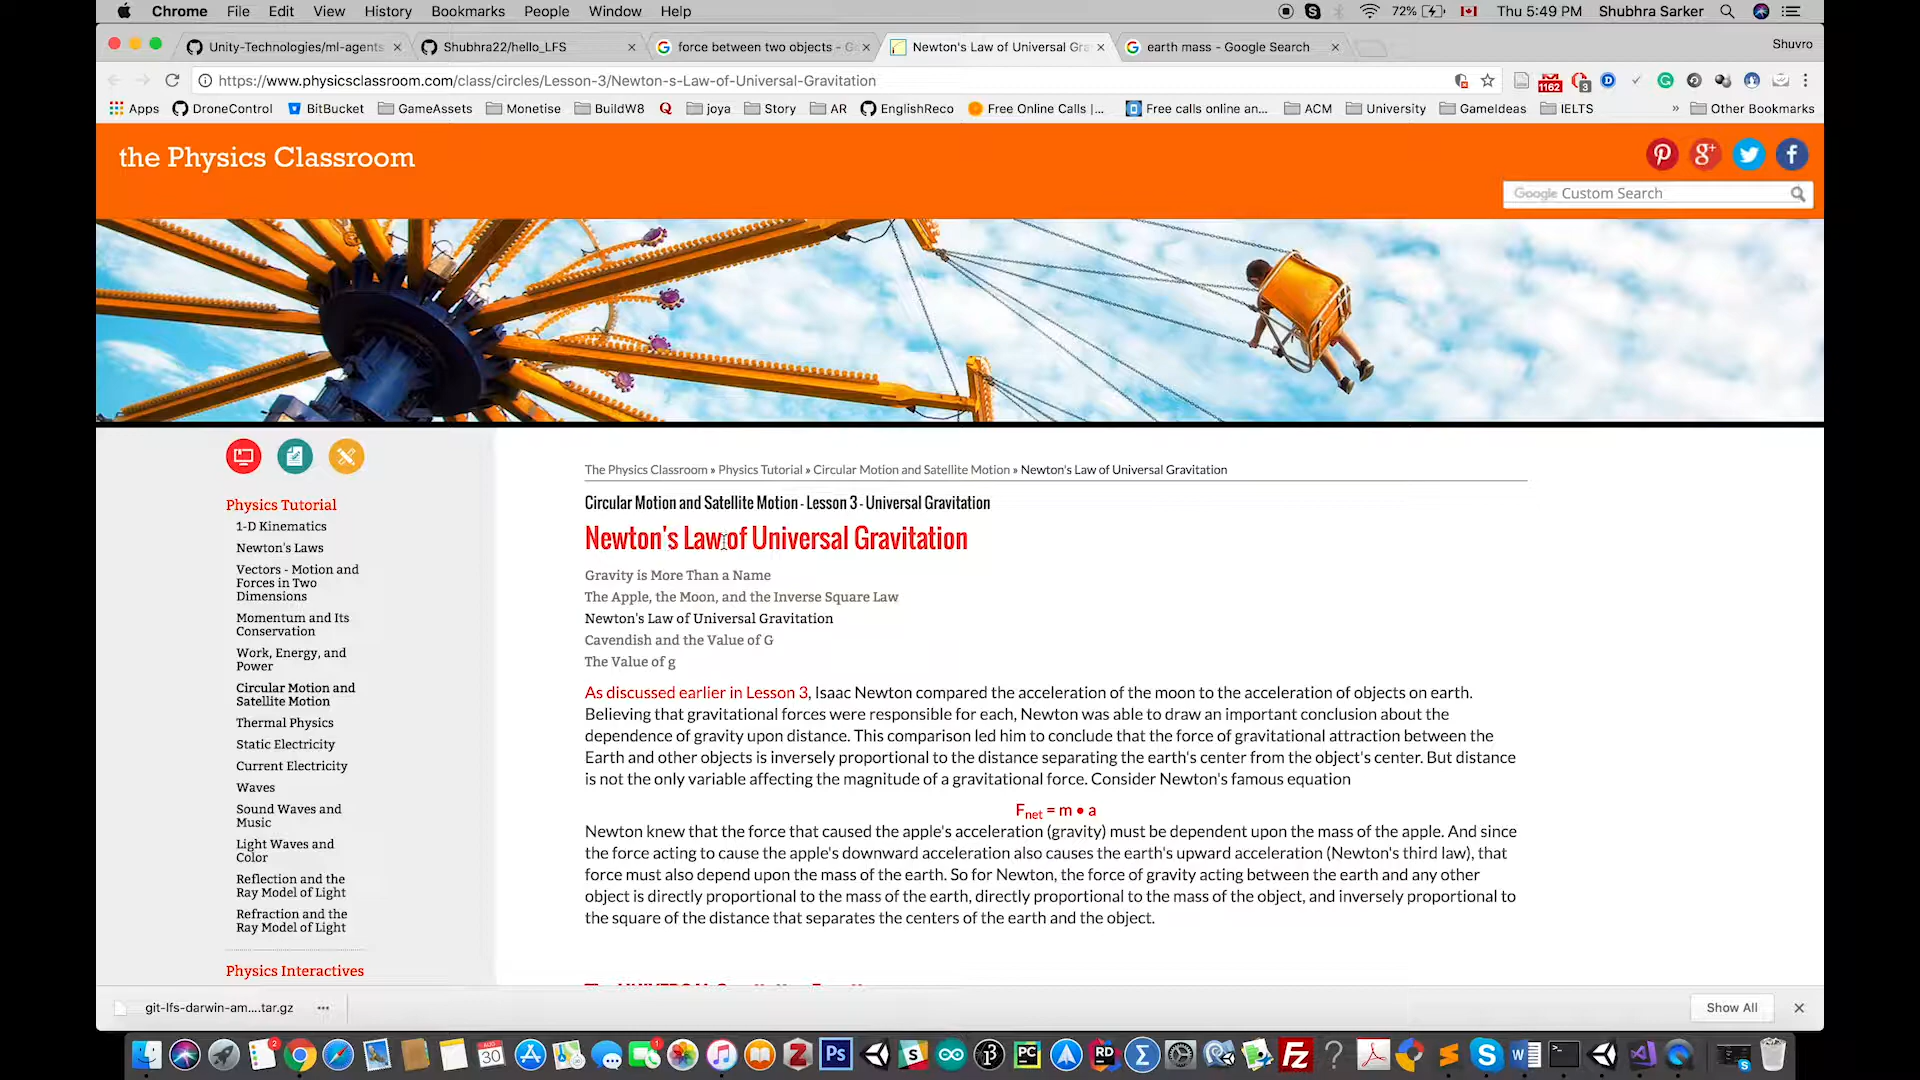 Chrome File Edit View History Bookmarks People Window Help 72% Thu 5:49 PM Shubhra Sarker
Unity-Technologies/ml-agents Shubhra22/hello_LFS force between two objects - G Newton's Law of Universal Gra earth mass - Google Search Shuvro
https://www.physicsclassroom.com/class/circles/Lesson-3/Newton-s-Law-of-Universal-Gravitation 1162 3
Apps DroneControl BitBucket GameAssets Monetise BuildW8 joya Story AR EnglishReco Free Online Calls |... Free calls online an... ACM University GameIdeas IELTS » Other Bookmarks
the Physics Classroom
Google Custom Search
The Physics Classroom » Physics Tutorial » Circular Motion and Satellite Motion » Newton's Law of Universal Gravitation
Circular Motion and Satellite Motion - Lesson 3 - Universal Gravitation
Newton's Law of Universal Gravitation
Gravity is More Than a Name
The Apple, the Moon, and the Inverse Square Law
Newton's Law of Universal Gravitation
Cavendish and the Value of G
The Value of g
As discussed earlier in Lesson 3, Isaac Newton compared the acceleration of the moon to the acceleration of objects on earth.
Believing that gravitational forces were responsible for each, Newton was able to draw an important conclusion about the
dependence of gravity upon distance. This comparison led him to conclude that the force of gravitational attraction between the
Earth and other objects is inversely proportional to the distance separating the earth's center from the object's center. But distance
is not the only variable affecting the magnitude of a gravitational force. Consider Newton's famous equation
Fnet = m • a
Newton knew that the force that caused the apple's acceleration (gravity) must be dependent upon the mass of the apple. And since
the force acting to cause the apple's downward acceleration also causes the earth's upward acceleration (Newton's third law), that
force must also depend upon the mass of the earth. So for Newton, the force of gravity acting between the earth and any other
object is directly proportional to the mass of the earth, directly proportional to the mass of the object, and inversely proportional to
the square of the distance that separates the centers of the earth and the object.
Physics Tutorial
1-D Kinematics
Newton's Laws
Vectors - Motion and
Forces in Two
Dimensions
Momentum and Its
Conservation
Work, Energy, and
Power
Circular Motion and
Satellite Motion
Thermal Physics
Static Electricity
Current Electricity
Waves
Sound Waves and
Music
Light Waves and
Color
Reflection and the
Ray Model of Light
Refraction and the
Ray Model of Light
Physics Interactives
git-lfs-darwin-am....tar.gz Show All